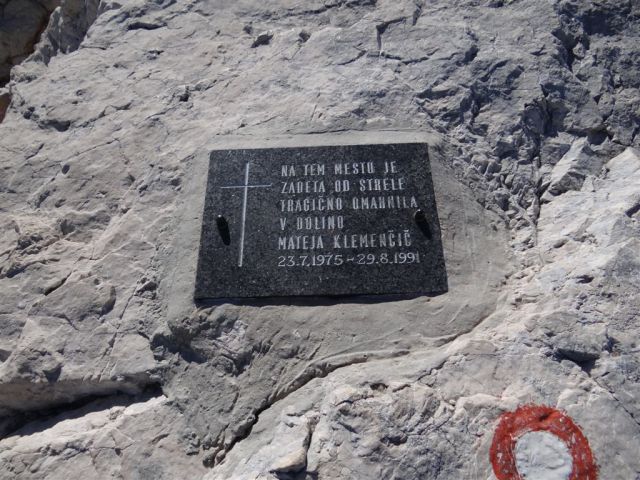 NA TEM MESTU JE
ZADETA OD STRELE
TRAGIČNO OMAHNILA
V DOLINO
MATEJA KLEMENČIČ
23.7.1975-29.8.1991